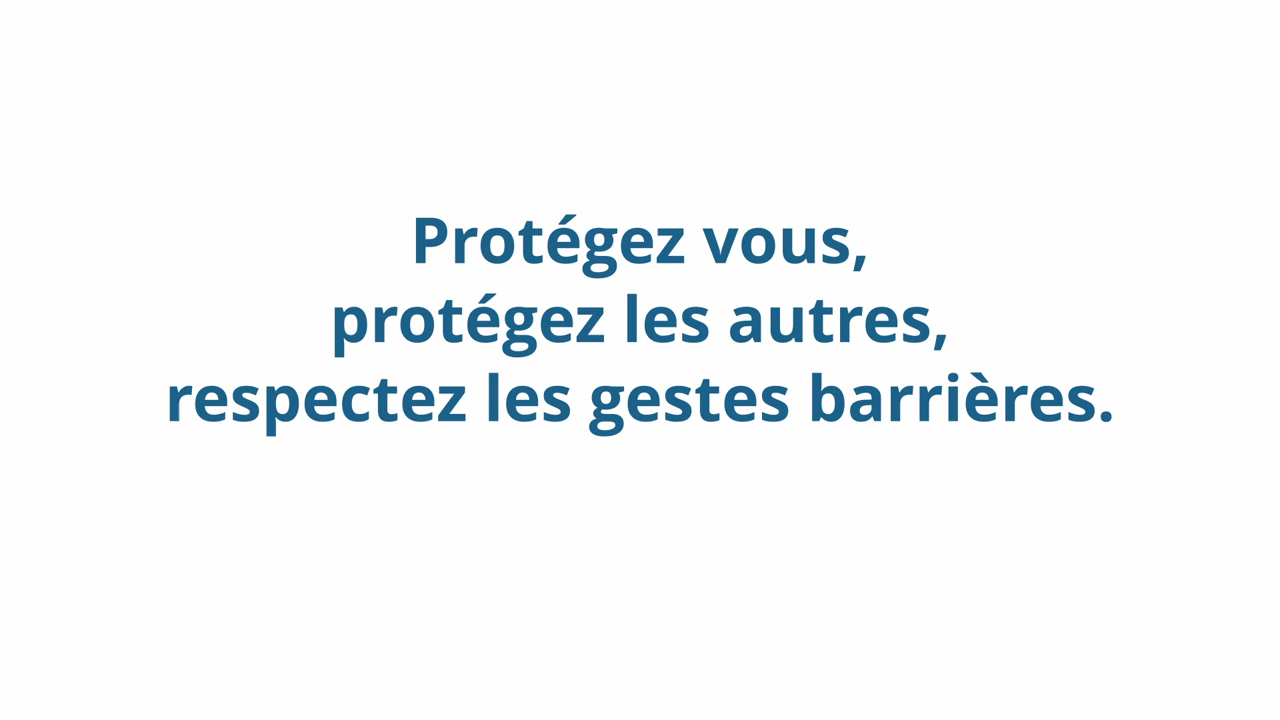 Protégez vous,
protégez les autres,
respectez les gestes barrières.